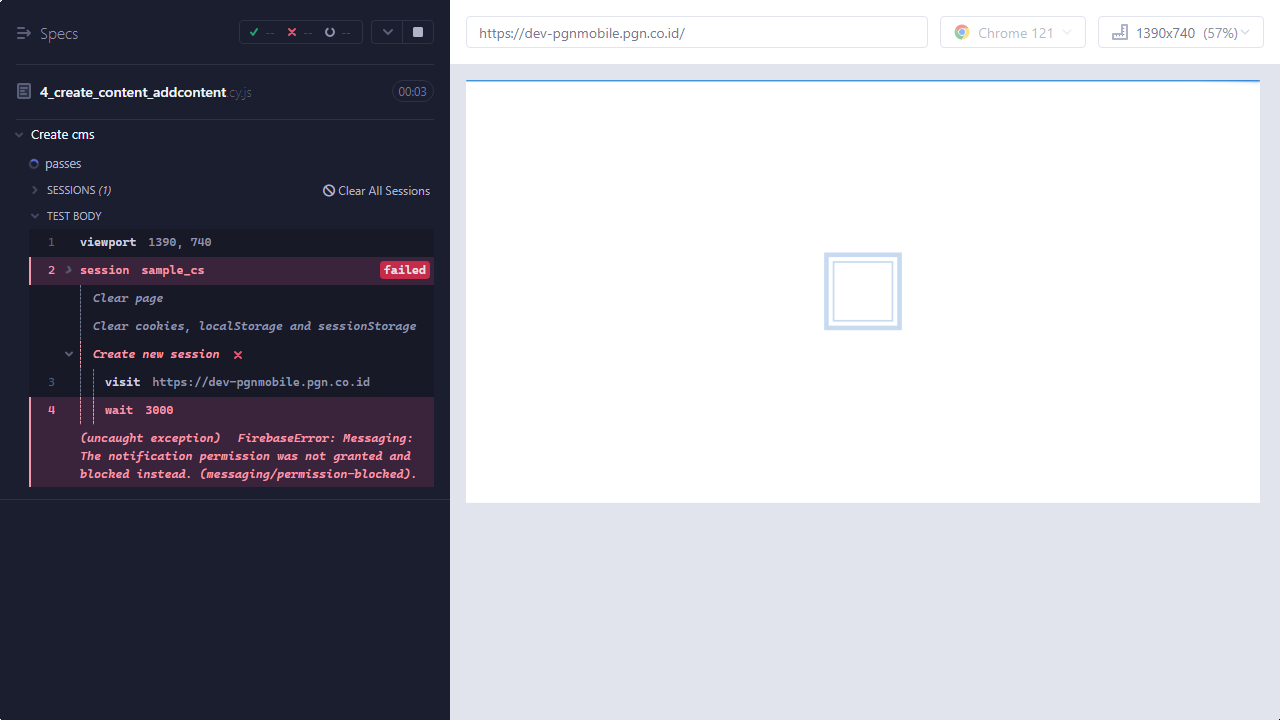 Specs
-- -- --
https://dev-pgnmobile.pgn.co.id/
Chrome 121
1390x740 (57%)
4_create_content_addcontent.cy.js
00:03
Create cms
passes
SESSIONS (1)
Clear All Sessions
TEST BODY
1 viewport 1390, 740
2 session sample_cs failed
Clear page
Clear cookies, localStorage and sessionStorage
Create new session
3 visit https://dev-pgnmobile.pgn.co.id
4 wait 3000
(uncaught exception) FirebaseError: Messaging:
The notification permission was not granted and
blocked instead. (messaging/permission-blocked).